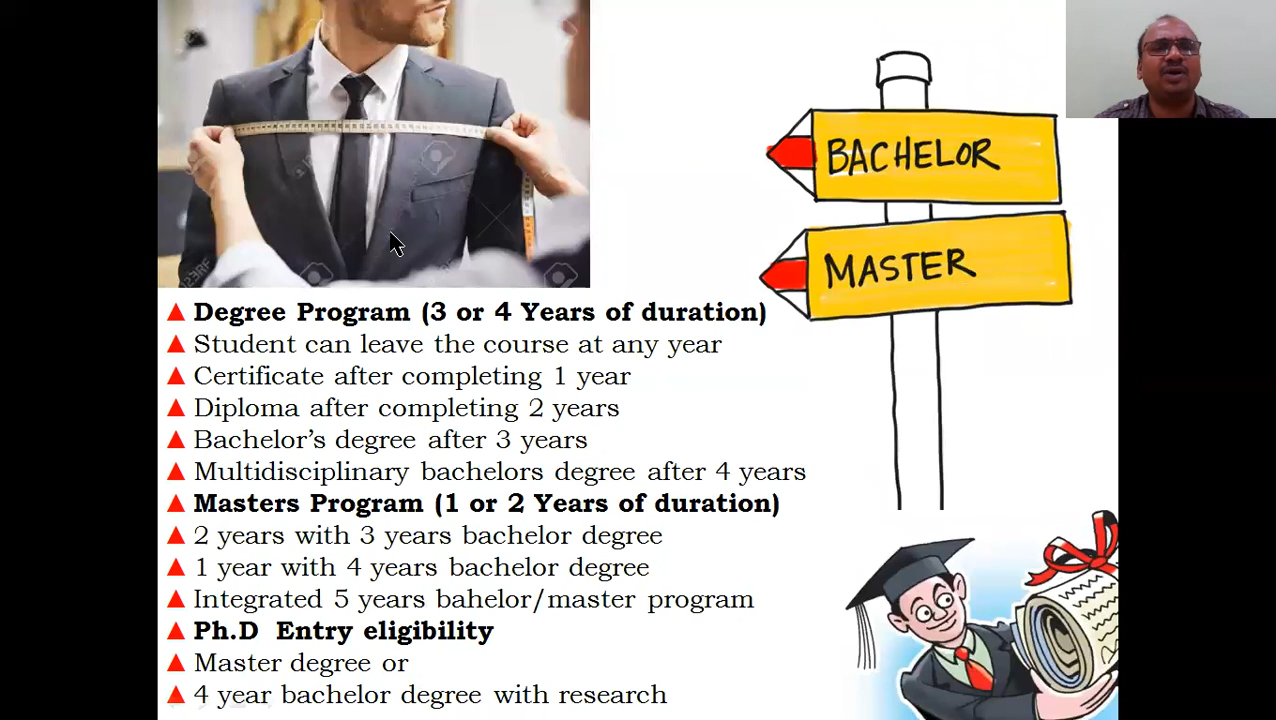 BACHELOR
MASTER
123RF
▲ Degree Program (3 or 4 Years of duration)
▲ Student can leave the course at any year
▲ Certificate after completing 1 year
▲ Diploma after completing 2 years
▲ Bachelor’s degree after 3 years
▲ Multidisciplinary bachelors degree after 4 years
▲ Masters Program (1 or 2 Years of duration)
▲ 2 years with 3 years bachelor degree
▲ 1 year with 4 years bachelor degree
▲ Integrated 5 years bahelor/master program
▲ Ph.D Entry eligibility
▲ Master degree or
▲ 4 year bachelor degree with research